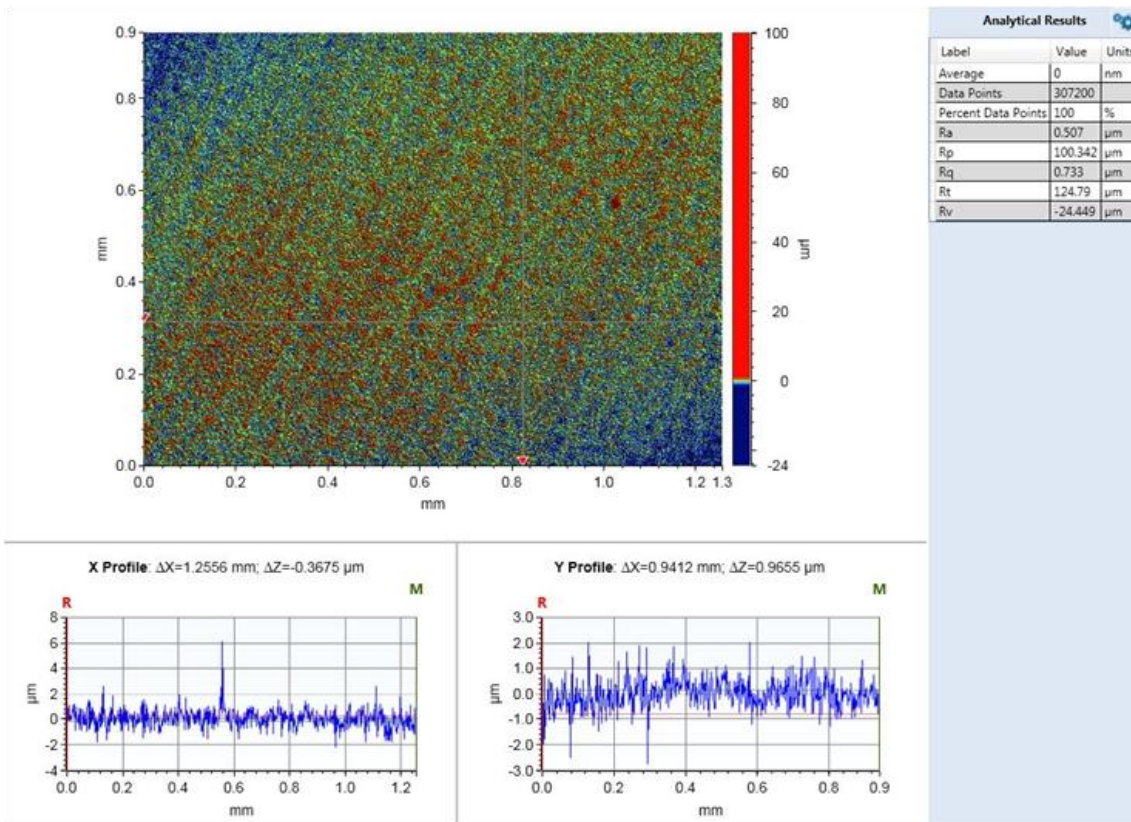 0.9
0.8
0.6
0.4
0.2
0.0
mm
0.0 0.2 0.4 0.6 0.8 1.0 1.2 1.3
mm
100
80
60
40
20
0
-24
µm
Analytical Results
Label Value Units
Average 0 nm
Data Points 307200
Percent Data Points 100 %
Ra 0.507 µm
Rp 100.342 µm
Rq 0.733 µm
Rt 124.79 µm
Rv -24.449 µm
X Profile: ΔX=1.2556 mm; ΔZ=-0.3675 µm
R M
8
6
4
2
0
-2
-4
µm
0.0 0.2 0.4 0.6 0.8 1.0 1.2
mm
Y Profile: ΔX=0.9412 mm; ΔZ=0.9655 µm
R M
3.0
2.0
1.0
0.0
-1.0
-2.0
-3.0
µm
0.0 0.2 0.4 0.6 0.8 0.9
mm